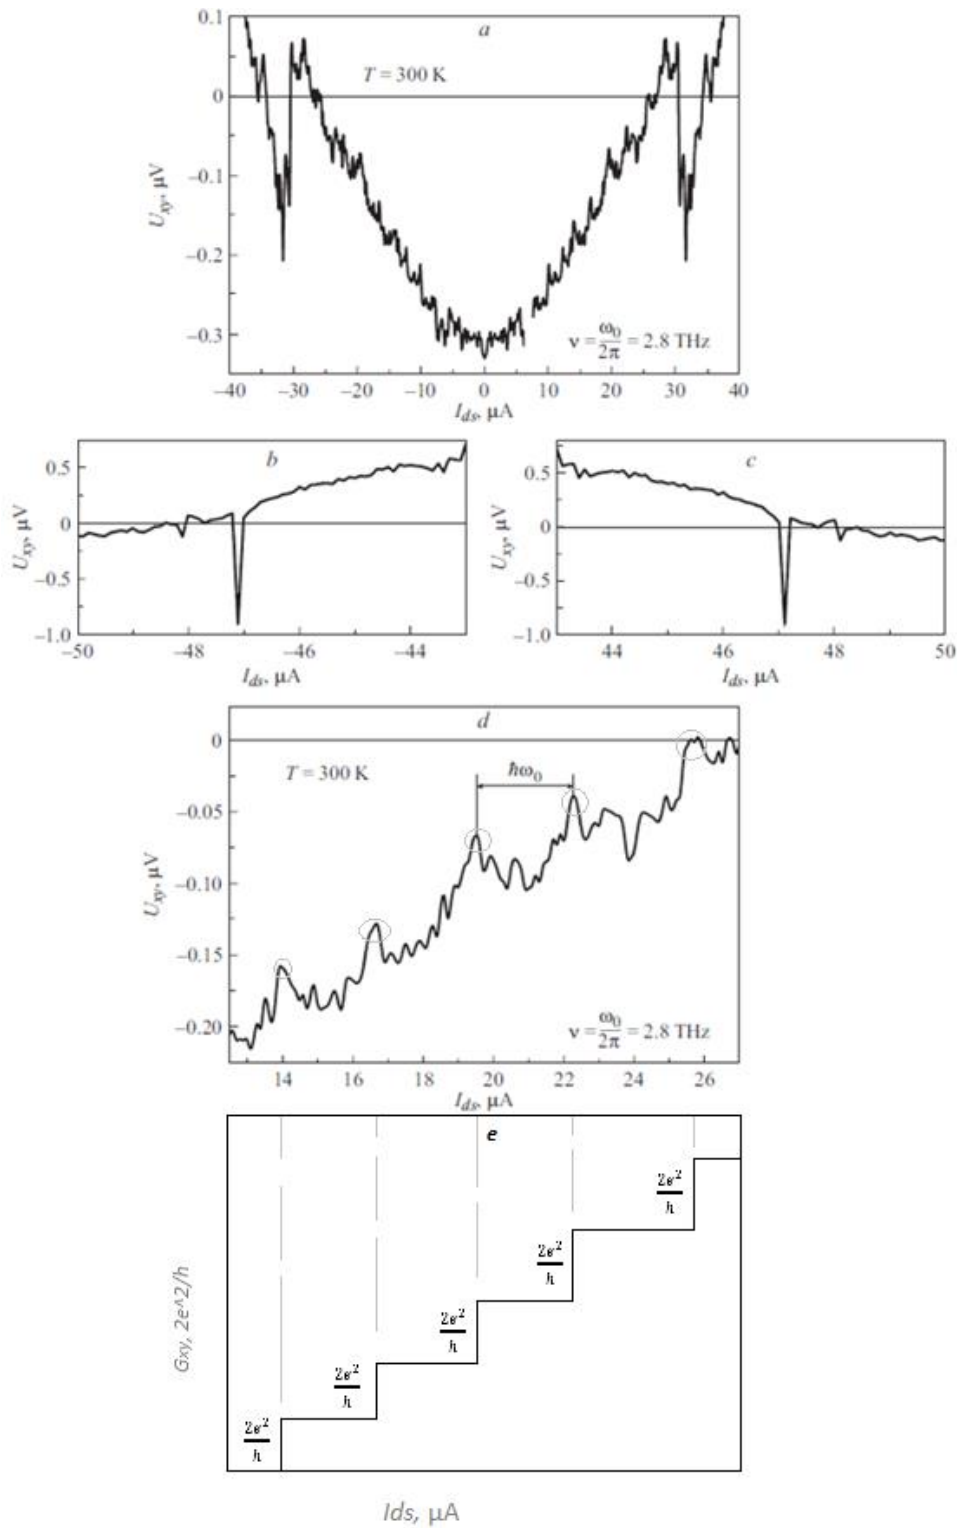 a
0.1
0
−0.1
−0.2
−0.3
U_xy, μV
T = 300 K
ν = ω₀/2π = 2.8 THz
−40 −30 −20 −10 0 10 20 30 40
I_ds, μA
b
0.5
0
−0.5
−1.0
U_xy, μV
−50 −48 −46 −44
I_ds, μA
c
0.5
0
−0.5
−1.0
U_xy, μV
44 46 48 50
I_ds, μA
d
0
−0.05
−0.10
−0.15
−0.20
U_xy, μV
T = 300 K
ħω₀
ν = ω₀/2π = 2.8 THz
14 16 18 20 22 24 26
I_ds, μA
e
2e²/h
2e²/h
2e²/h
2e²/h
2e²/h
Gxy, 2e^2/h
Ids, μA